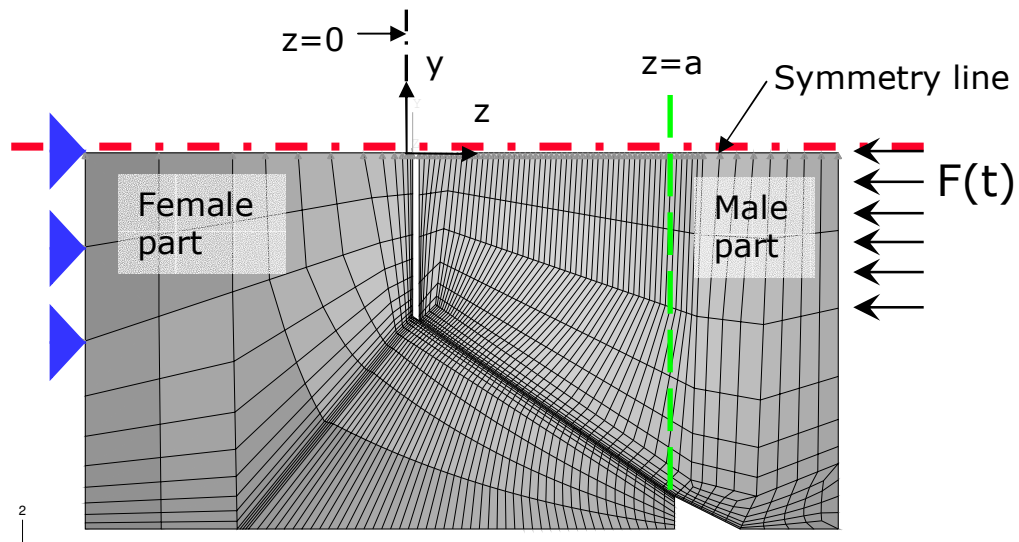 z=0
y
z=a
Symmetry line
z
Female
part
Male
part
F(t)
2